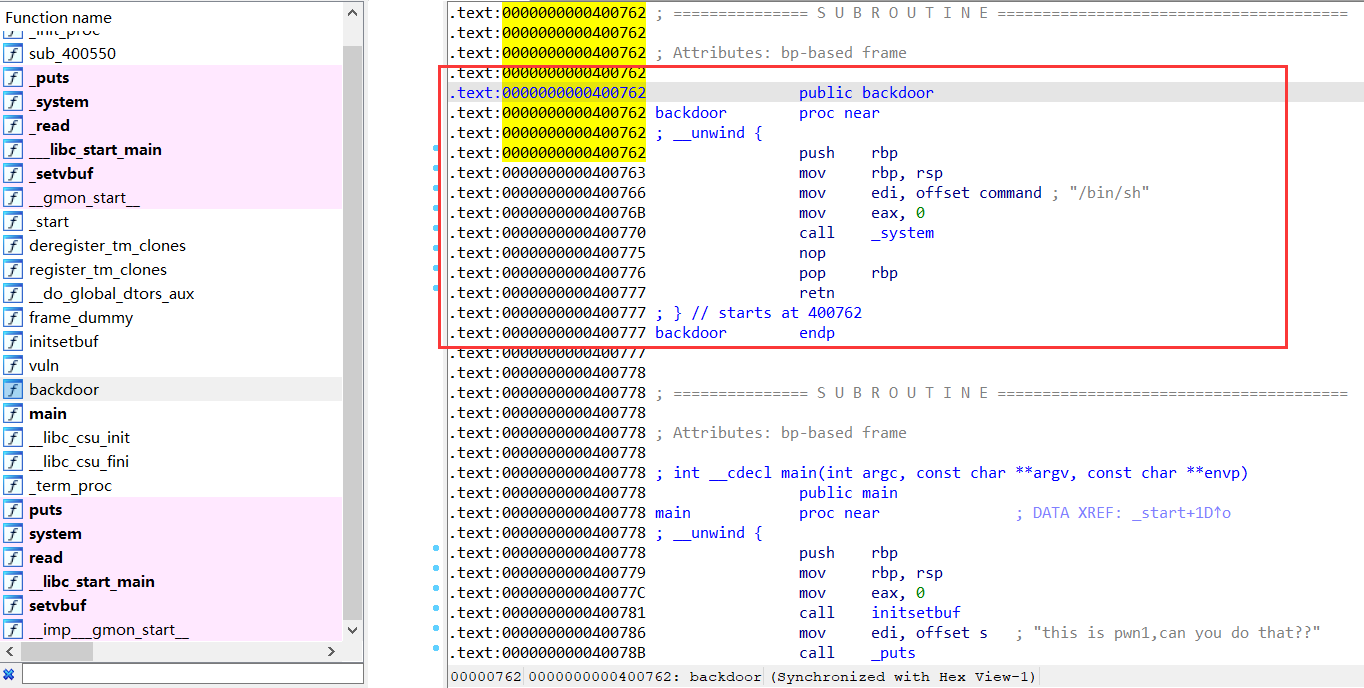 Function name
_init_proc
sub_400550
_puts
_system
_read
___libc_start_main
_setvbuf
__gmon_start__
_start
deregister_tm_clones
register_tm_clones
__do_global_dtors_aux
frame_dummy
initsetbuf
vuln
backdoor
main
__libc_csu_init
__libc_csu_fini
_term_proc
puts
system
read
__libc_start_main
setvbuf
__imp___gmon_start__
.text:0000000000400762 ; =============== S U B R O U T I N E =======================================
.text:0000000000400762
.text:0000000000400762 ; Attributes: bp-based frame
.text:0000000000400762
.text:0000000000400762 public backdoor
.text:0000000000400762 backdoor proc near
.text:0000000000400762 ; __unwind {
.text:0000000000400762 push rbp
.text:0000000000400763 mov rbp, rsp
.text:0000000000400766 mov edi, offset command ; "/bin/sh"
.text:000000000040076B mov eax, 0
.text:0000000000400770 call _system
.text:0000000000400775 nop
.text:0000000000400776 pop rbp
.text:0000000000400777 retn
.text:0000000000400777 ; } // starts at 400762
.text:0000000000400777 backdoor endp
.text:0000000000400777
.text:0000000000400778
.text:0000000000400778 ; =============== S U B R O U T I N E =======================================
.text:0000000000400778
.text:0000000000400778 ; Attributes: bp-based frame
.text:0000000000400778
.text:0000000000400778 ; int __cdecl main(int argc, const char **argv, const char **envp)
.text:0000000000400778 public main
.text:0000000000400778 main proc near ; DATA XREF: _start+1D↑o
.text:0000000000400778 ; __unwind {
.text:0000000000400778 push rbp
.text:0000000000400779 mov rbp, rsp
.text:000000000040077C mov eax, 0
.text:0000000000400781 call initsetbuf
.text:0000000000400786 mov edi, offset s ; "this is pwn1,can you do that??"
.text:000000000040078B call _puts
00000762 0000000000400762: backdoor (Synchronized with Hex View-1)